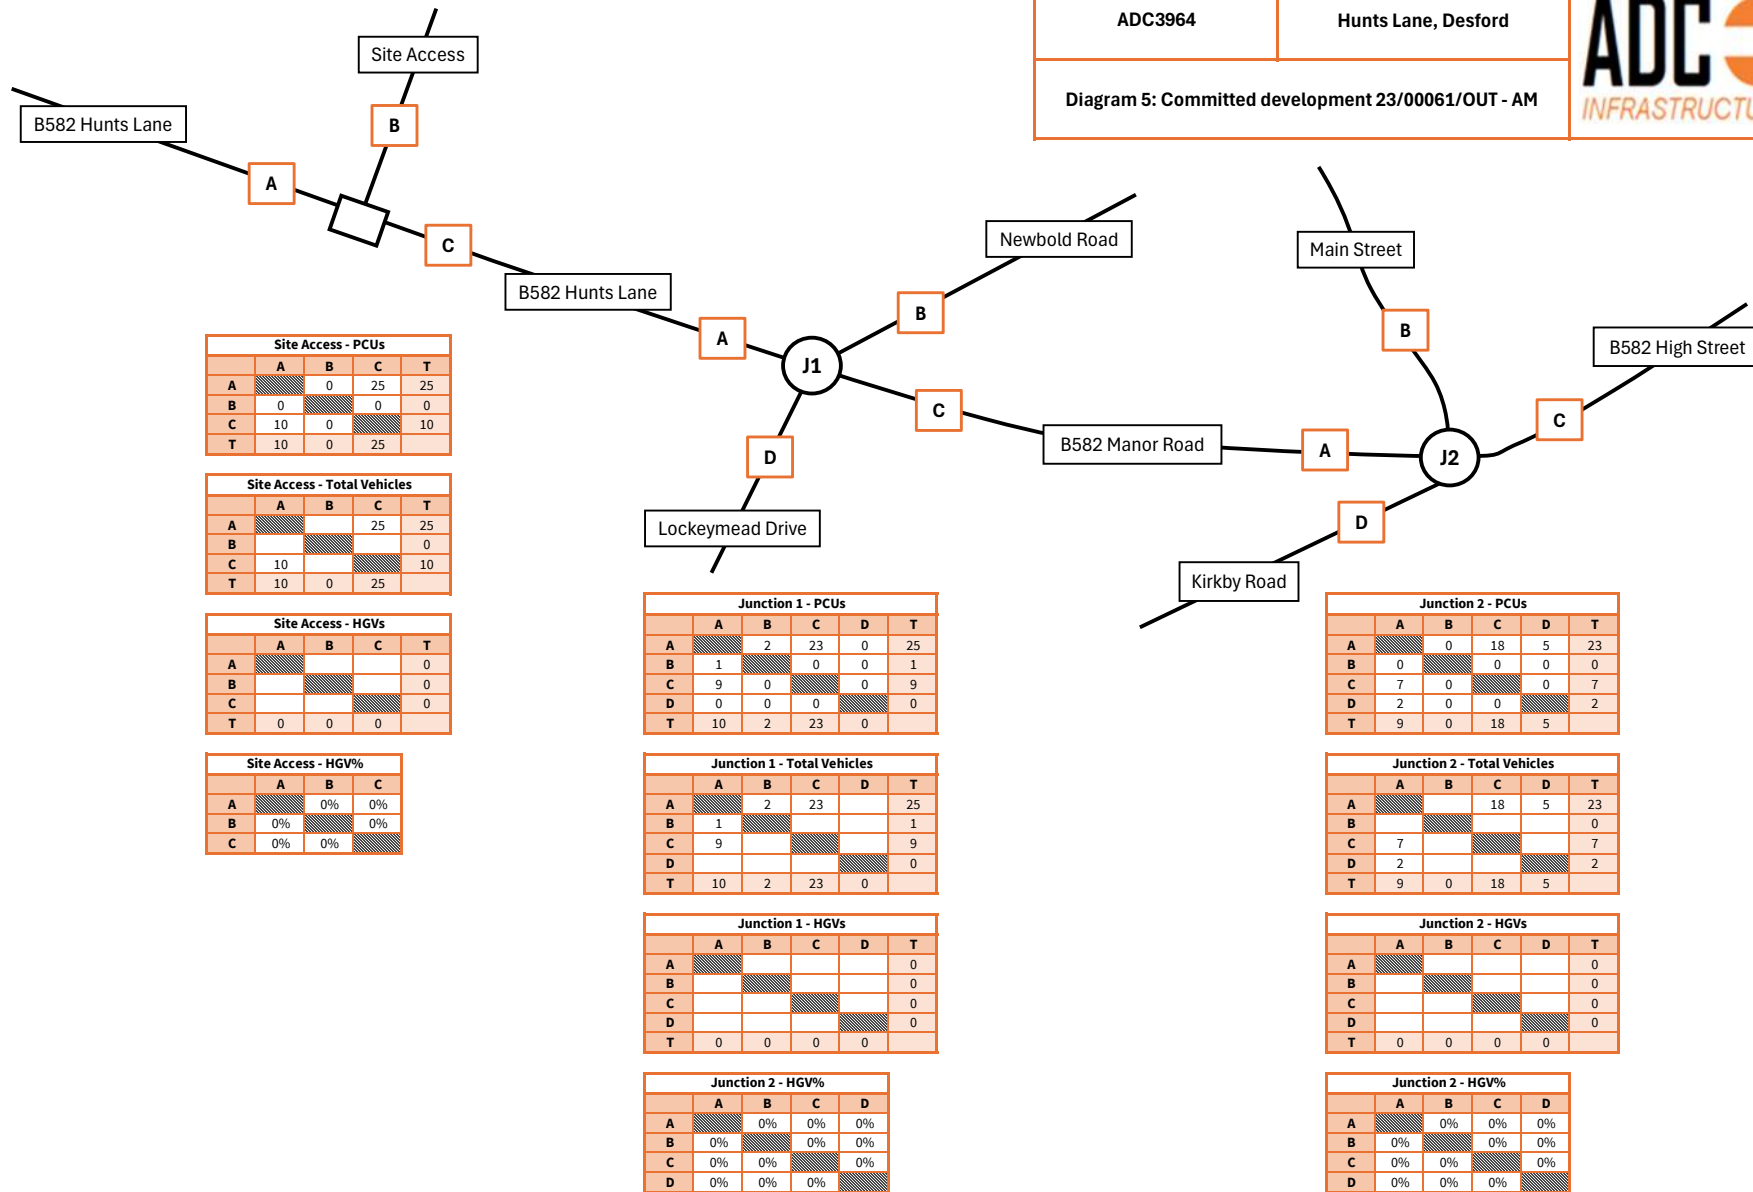 ADC3964
Hunts Lane, Desford
Diagram 5: Committed development 23/00061/OUT - AM
ADC
INFRASTRUCTU
Site Access
B582 Hunts Lane
B
A
C
B582 Hunts Lane
A
B
Newbold Road
J1
C
D
Lockeymead Drive
B582 Manor Road
Main Street
B
A
J2
C
B582 High Street
D
Kirkby Road
Site Access - PCUs
A B C T
A 0 25 25
B 0 0 0
C 10 0 10
T 10 0 25
Site Access - Total Vehicles
A B C T
A 25 25
B 0
C 10 10
T 10 0 25
Site Access - HGVs
A B C T
A 0
B 0
C 0
T 0 0 0
Site Access - HGV%
A B C
A 0% 0%
B 0% 0%
C 0% 0%
Junction 1 - PCUs
A B C D T
A 2 23 0 25
B 1 0 0 1
C 9 0 0 9
D 0 0 0 0
T 10 2 23 0
Junction 1 - Total Vehicles
A B C D T
A 2 23 25
B 1 1
C 9 9
D 0
T 10 2 23 0
Junction 1 - HGVs
A B C D T
A 0
B 0
C 0
D 0
T 0 0 0 0
Junction 2 - HGV%
A B C D
A 0% 0% 0%
B 0% 0% 0%
C 0% 0% 0%
D 0% 0% 0%
Junction 2 - PCUs
A B C D T
A 0 18 5 23
B 0 0 0 0
C 7 0 0 7
D 2 0 0 2
T 9 0 18 5
Junction 2 - Total Vehicles
A B C D T
A 18 5 23
B 0
C 7 7
D 2 2
T 9 0 18 5
Junction 2 - HGVs
A B C D T
A 0
B 0
C 0
D 0
T 0 0 0 0
Junction 2 - HGV%
A B C D
A 0% 0% 0%
B 0% 0% 0%
C 0% 0% 0%
D 0% 0% 0%